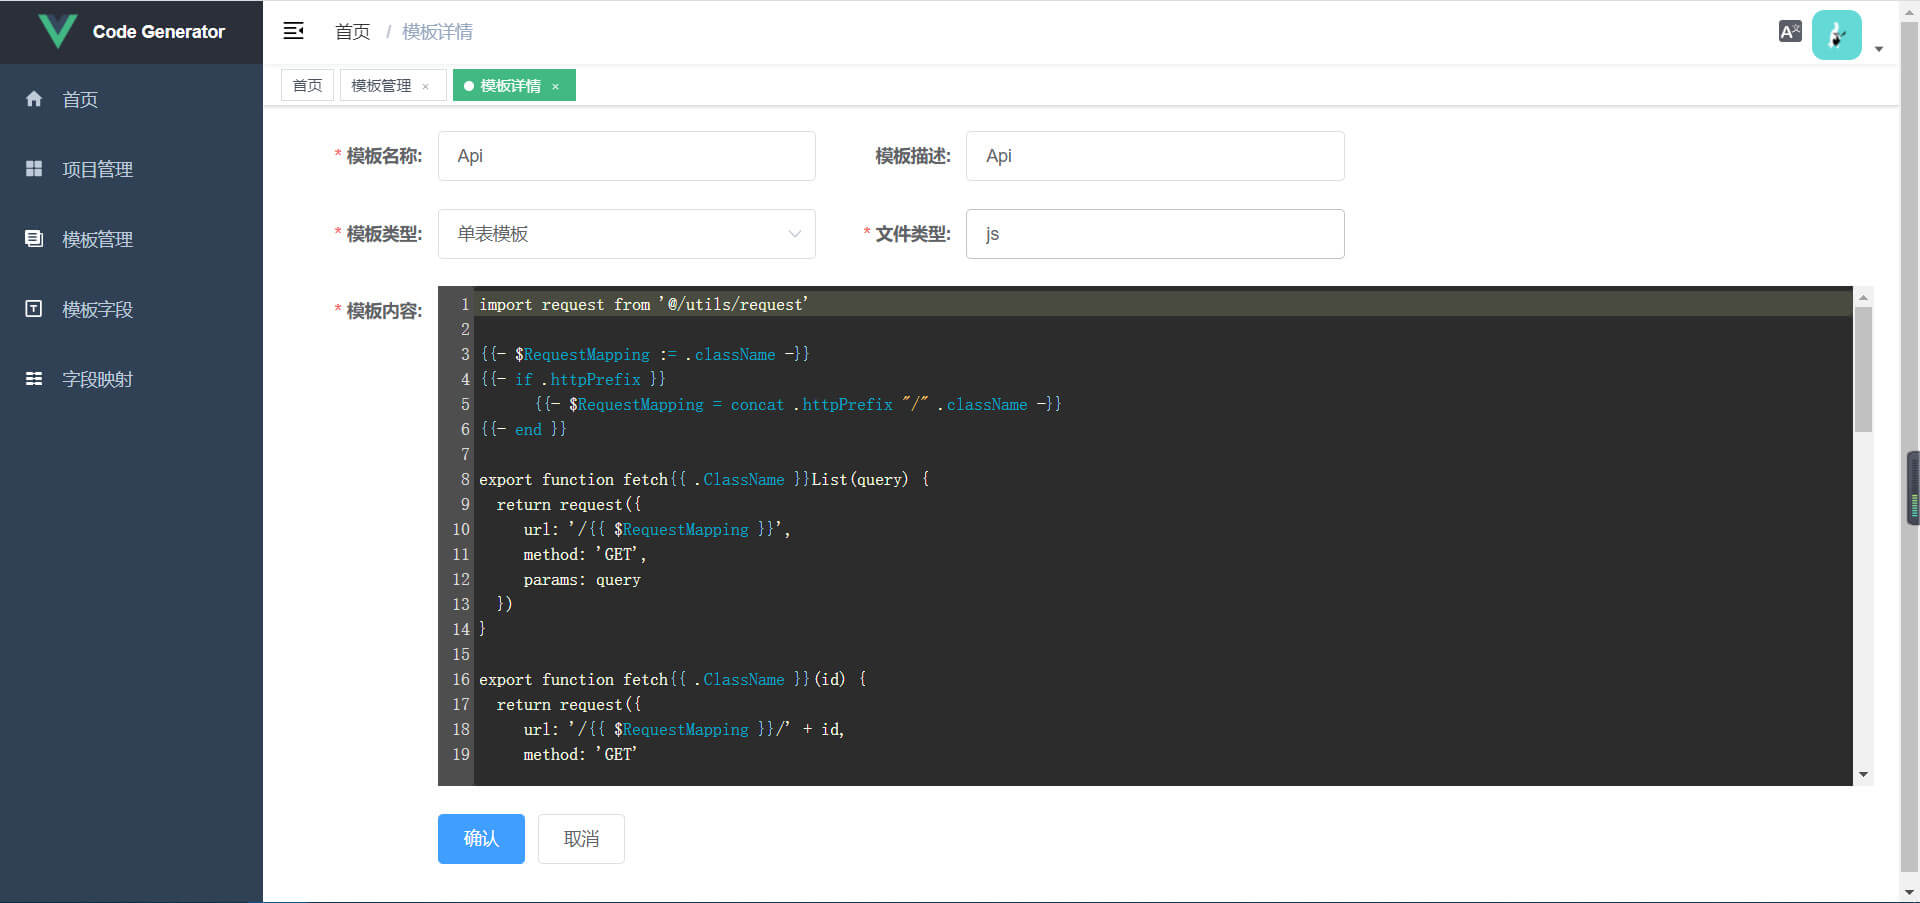 Code Generator
首页 / 模板详情
首页
模板管理 ×
模板详情 ×
首页
项目管理
模板管理
模板字段
字段映射
* 模板名称: Api
模板描述: Api
* 模板类型: 单表模板
* 文件类型: js
* 模板内容:
1 import request from '@/utils/request'
2
3 {{- $RequestMapping := .className -}}
4 {{- if .httpPrefix }}
5       {{- $RequestMapping = concat .httpPrefix "/" .className -}}
6 {{- end }}
7
8 export function fetch{{ .ClassName }}List(query) {
9   return request({
10      url: '/{{ $RequestMapping }}',
11      method: 'GET',
12      params: query
13   })
14 }
15
16 export function fetch{{ .ClassName }}(id) {
17   return request({
18      url: '/{{ $RequestMapping }}/' + id,
19      method: 'GET'
确认
取消